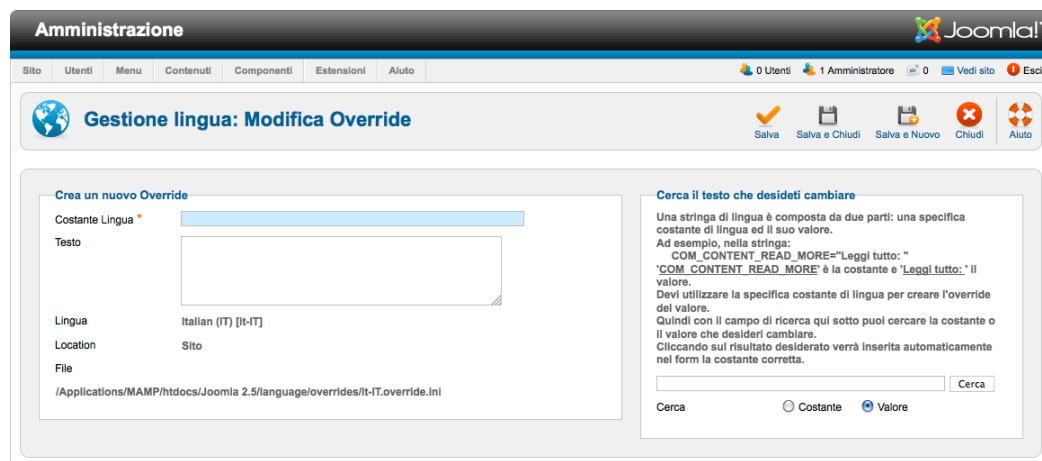 Amministrazione
Joomla!
Sito Utenti Menu Contenuti Componenti Estensioni Aiuto
0 Utenti 1 Amministratore 0 Vedi sito Esci
Gestione lingua: Modifica Override
Salva Salva e Chiudi Salva e Nuovo Chiudi Aiuto
Crea un nuovo Override
Costante Lingua *
Testo
Lingua Italian (IT) [it-IT]
Location Sito
File
/Applications/MAMP/htdocs/Joomla 2.5/language/overrides/it-IT.override.ini
Cerca il testo che desideti cambiare
Una stringa di lingua è composta da due parti: una specifica
costante di lingua ed il suo valore.
Ad esempio, nella stringa:
COM_CONTENT_READ_MORE="Leggi tutto: "
'COM_CONTENT_READ_MORE' è la costante e 'Leggi tutto: ' il
valore.
Devi utilizzare la specifica costante di lingua per creare l'override
del valore.
Quindi con il campo di ricerca qui sotto puoi cercare la costante o
il valore che desideri cambiare.
Cliccando sul risultato desiderato verrà inserita automaticamente
nel form la costante corretta.
Cerca
Cerca Costante Valore